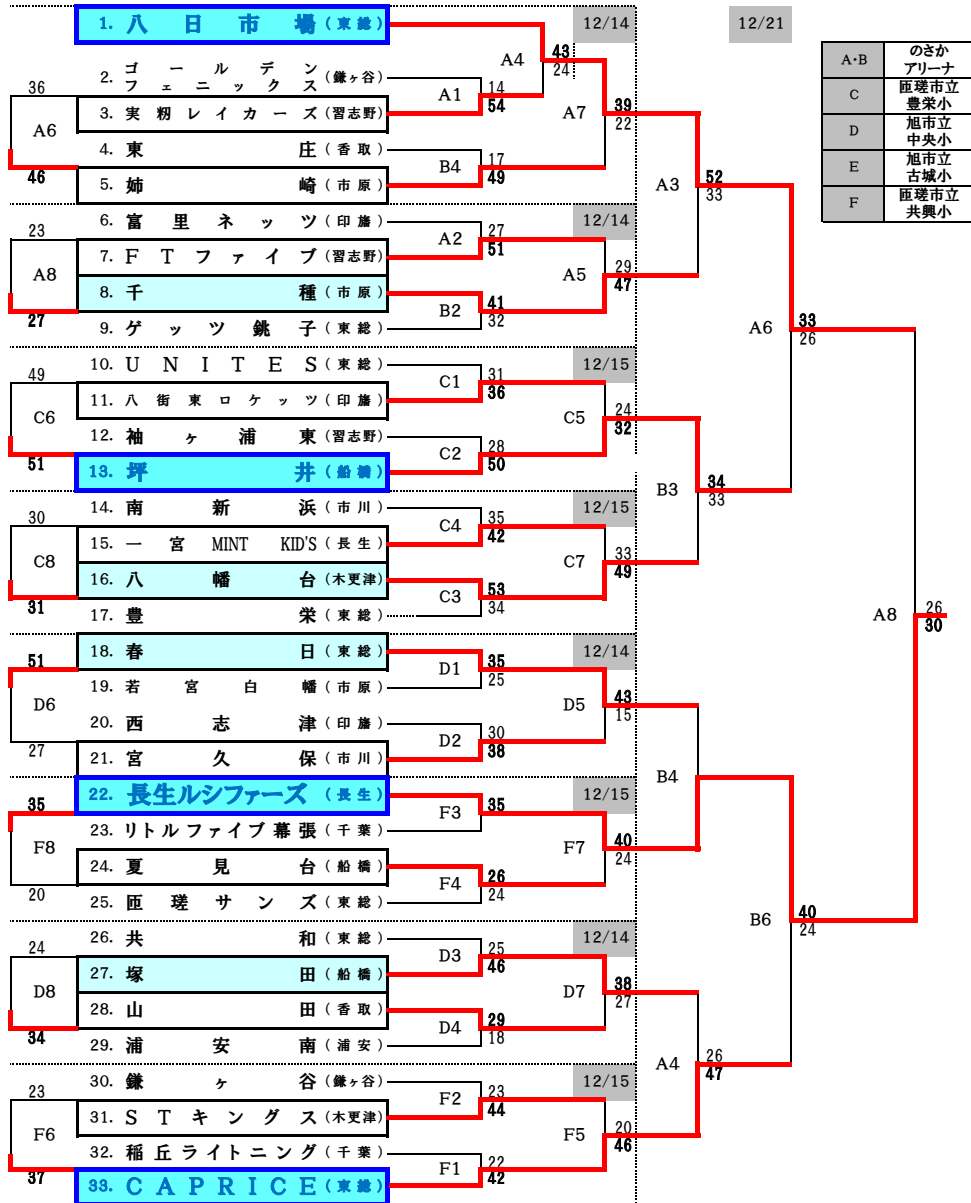 12/14
12/21
1. 八日市場 (東総)
A・B のさかアリーナ
C 匝瑳市立豊栄小
D 旭市立中央小
E 旭市立古城小
F 匝瑳市立共興小
A4 43 24
2. ゴールデンフェニックス (鎌ヶ谷)
A1 14 54
3. 実籾レイカーズ (習志野)
36 A6 46
A7 39 22
4. 東庄 (香取)
B4 17 49
5. 姉崎 (市原)
A3 52 33
6. 富里ネッツ (印旛)
12/14
A2 27 51
7. FTファイブ (習志野)
23 A8 27
A5 29 47
8. 千種 (市原)
B2 41 32
9. ゲッツ銚子 (東総)
A6 33 26
10. UNITES (東総)
12/15
C1 31 36
11. 八街東ロケッツ (印旛)
49 C6 51
C5 24 32
12. 袖ヶ浦東 (習志野)
C2 28 50
13. 坪井 (船橋)
B3 34 33
14. 南新浜 (市川)
12/15
C4 35 42
15. 一宮 MINT KID'S (長生)
30 C8 31
C7 33 49
16. 八幡台 (木更津)
C3 53 34
17. 豊栄 (東総)
A8 26 30
18. 春日 (東総)
12/14
D1 35 25
19. 若宮白幡 (市原)
51 D6 27
D5 43 15
20. 西志津 (印旛)
D2 30 38
21. 宮久保 (市川)
B4
22. 長生ルシファーズ (長生)
12/15
F3 35
23. リトルファイブ幕張 (千葉)
35 F8 20
F7 40 24
24. 夏見台 (船橋)
F4 26 24
25. 匝瑳サンズ (東総)
B6 40 24
26. 共和 (東総)
12/14
D3 25 46
27. 塚田 (船橋)
24 D8 34
D7 38 27
28. 山田 (香取)
D4 29 18
29. 浦安南 (浦安)
A4 26 47
30. 鎌ヶ谷 (鎌ヶ谷)
12/15
F2 23 44
31. STキングス (木更津)
23 F6 37
F5 20 46
32. 稲丘ライトニング (千葉)
F1 22 42
33. CAPRICE (東総)